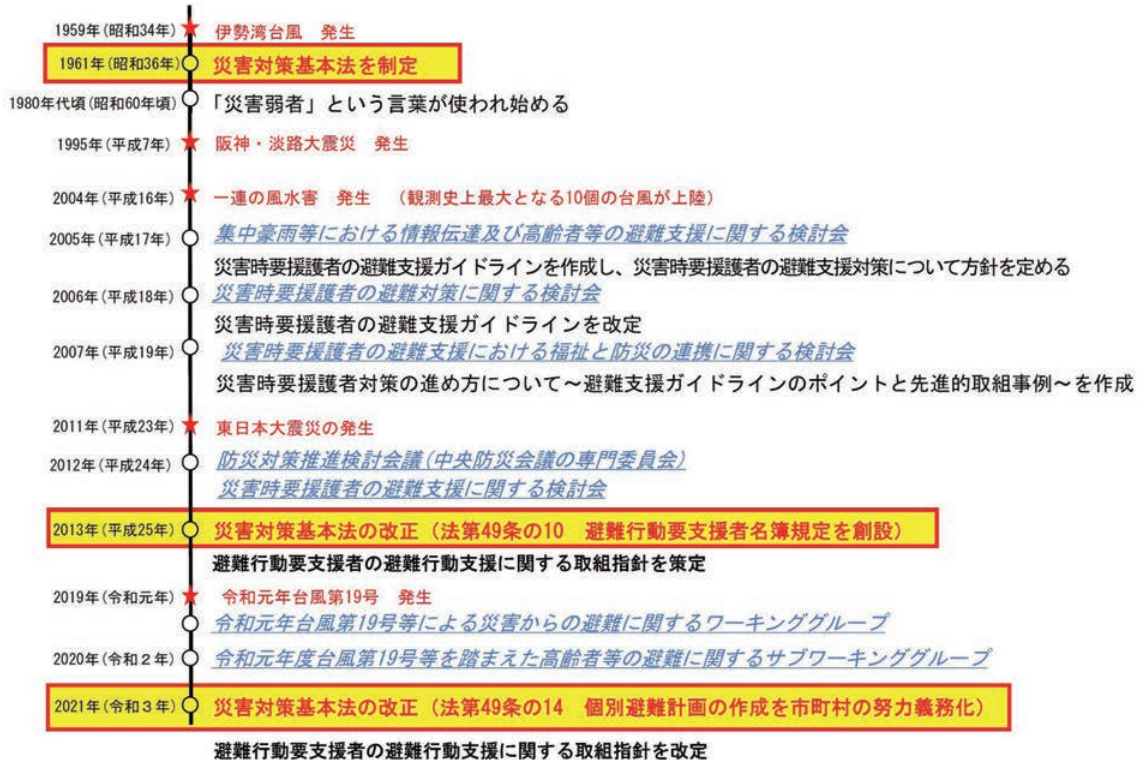 1959年(昭和34年) ★ 伊勢湾台風 発生
1961年(昭和36年) 災害対策基本法を制定
1980年代頃(昭和60年頃) 「災害弱者」という言葉が使われ始める
1995年(平成7年) ★ 阪神・淡路大震災 発生
2004年(平成16年) ★ 一連の風水害 発生 (観測史上最大となる10個の台風が上陸)
2005年(平成17年) 集中豪雨等における情報伝達及び高齢者等の避難支援に関する検討会
災害時要援護者の避難支援ガイドラインを作成し、災害時要援護者の避難支援対策について方針を定める
2006年(平成18年) 災害時要援護者の避難対策に関する検討会
災害時要援護者の避難支援ガイドラインを改定
2007年(平成19年) 災害時要援護者の避難支援における福祉と防災の連携に関する検討会
災害時要援護者対策の進め方について～避難支援ガイドラインのポイントと先進的取組事例～を作成
2011年(平成23年) ★ 東日本大震災の発生
2012年(平成24年) 防災対策推進検討会議(中央防災会議の専門委員会)
災害時要援護者の避難支援に関する検討会
2013年(平成25年) 災害対策基本法の改正(法第49条の10 避難行動要支援者名簿規定を創設)
避難行動要支援者の避難行動支援に関する取組指針を策定
2019年(令和元年) ★ 令和元年台風第19号 発生
令和元年台風第19号等による災害からの避難に関するワーキンググループ
2020年(令和２年) 令和元年度台風第19号等を踏まえた高齢者等の避難に関するサブワーキンググループ
2021年(令和３年) 災害対策基本法の改正(法第49条の14 個別避難計画の作成を市町村の努力義務化)
避難行動要支援者の避難行動支援に関する取組指針を改定